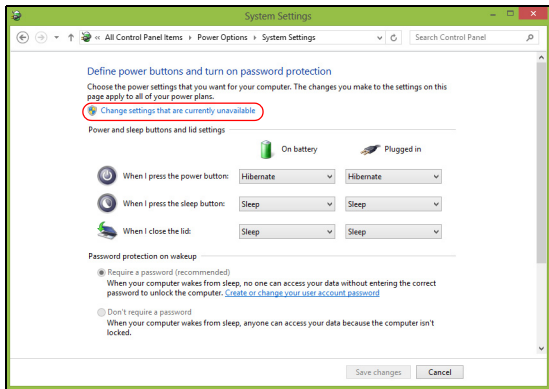 System Settings
« All Control Panel Items › Power Options › System Settings
Search Control Panel
Define power buttons and turn on password protection
Choose the power settings that you want for your computer. The changes you make to the settings on this
page apply to all of your power plans.
Change settings that are currently unavailable
Power and sleep buttons and lid settings
On battery
Plugged in
When I press the power button:
Hibernate
Hibernate
When I press the sleep button:
Sleep
Sleep
When I close the lid:
Sleep
Sleep
Password protection on wakeup
Require a password (recommended)
When your computer wakes from sleep, no one can access your data without entering the correct
password to unlock the computer. Create or change your user account password
Don't require a password
When your computer wakes from sleep, anyone can access your data because the computer isn't
locked.
Save changes
Cancel